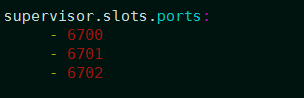 supervisor.slots.ports:
- 6700
- 6701
- 6702